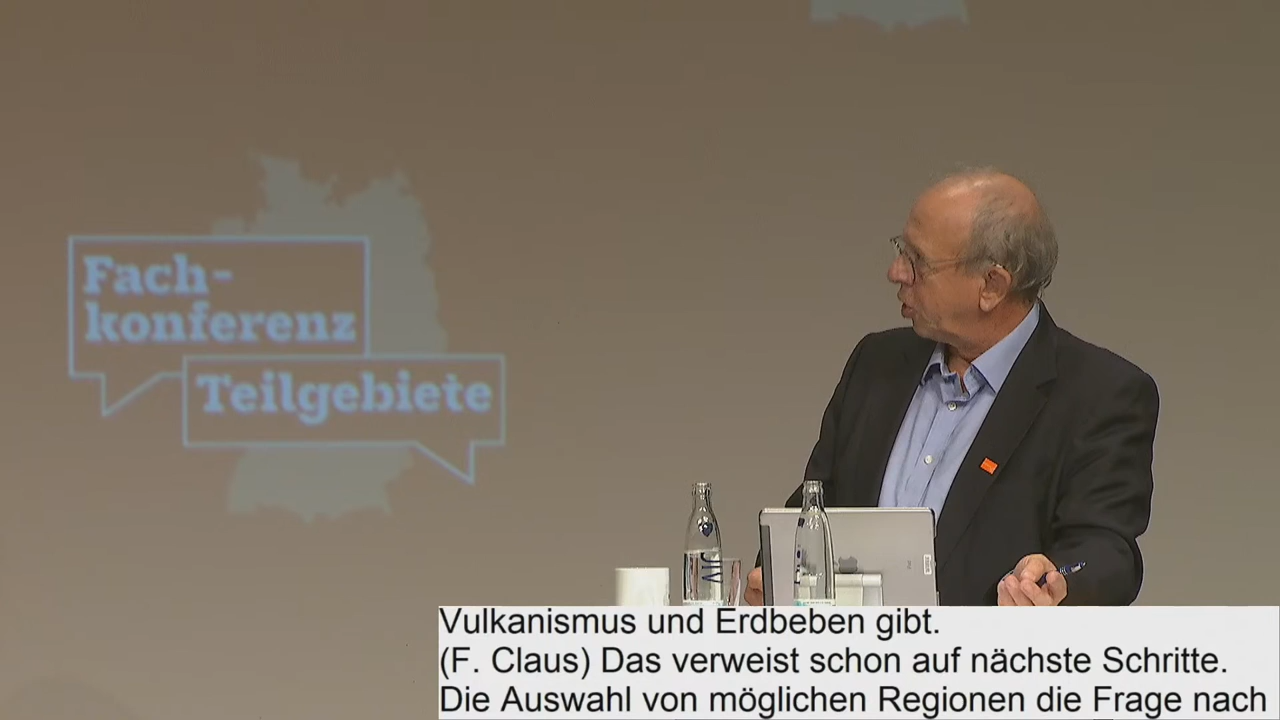 Fach-
konferenz
Teilgebiete
Vulkanismus und Erdbeben gibt.
(F. Claus) Das verweist schon auf nächste Schritte.
Die Auswahl von möglichen Regionen die Frage nach